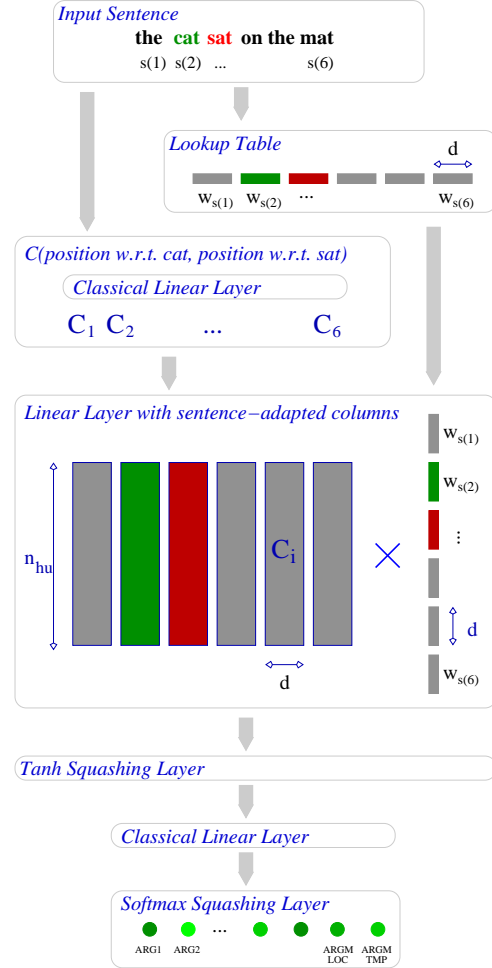 Input Sentence
the cat sat on the mat
s(1) s(2) ... s(6)
Lookup Table
d
w_s(1) w_s(2) ... w_s(6)
C(position w.r.t. cat, position w.r.t. sat)
Classical Linear Layer
C_1 C_2 ... C_6
Linear Layer with sentence−adapted columns
w_s(1)
w_s(2)
...
n_hu
C_i
×
d
d
w_s(6)
Tanh Squashing Layer
Classical Linear Layer
Softmax Squashing Layer
...
ARG1 ARG2 ARGM LOC ARGM TMP